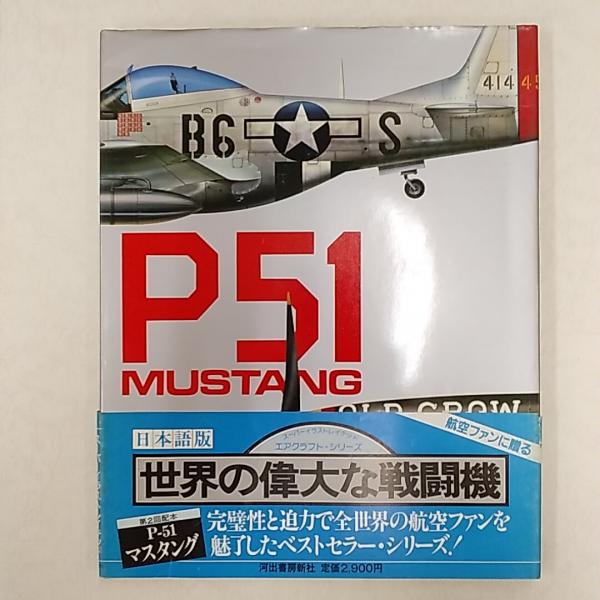 414 45
B6 S
P51
MUSTANG
OLD CROW
日本語版
スーパー・イラストレイテッド
エアクラフト・シリーズ
航空ファンに贈る
世界の偉大な戦闘機
第2回配本
P-51
マスタング
完璧性と迫力で全世界の航空ファンを
魅了したベストセラー・シリーズ!
河出書房新社 定価2,900円